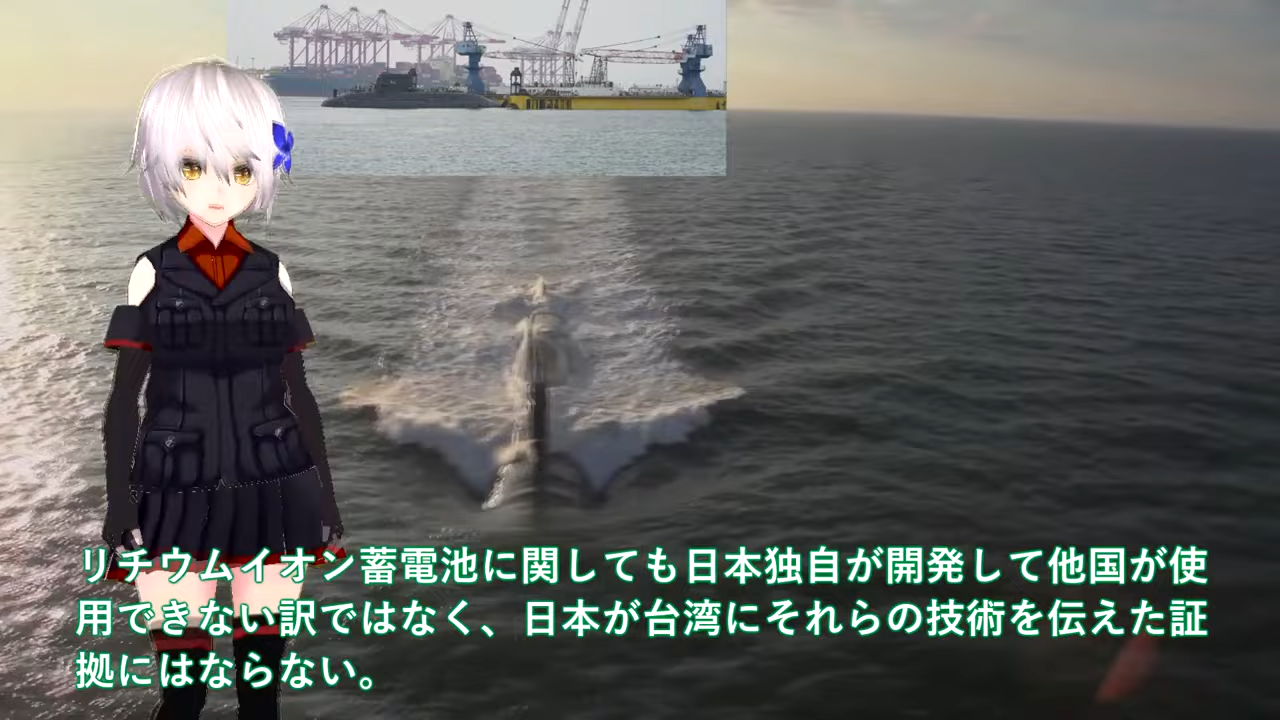 リチウムイオン蓄電池に関しても日本独自が開発して他国が使
用できない訳ではなく、日本が台湾にそれらの技術を伝えた証
拠にはならない。